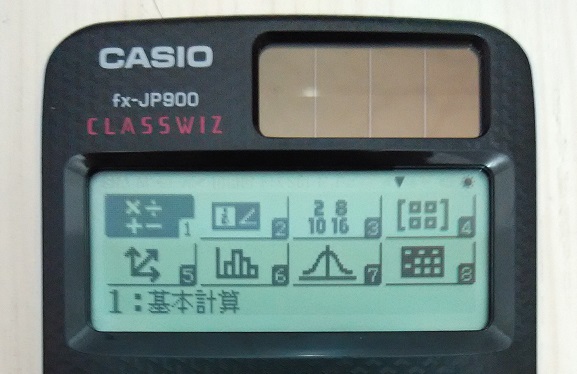 CASIO
fx-JP900
CLASSWIZ
×÷ 1
+− i 2
2 8
10 16 3
4
5 6 7 8
1:基本計算